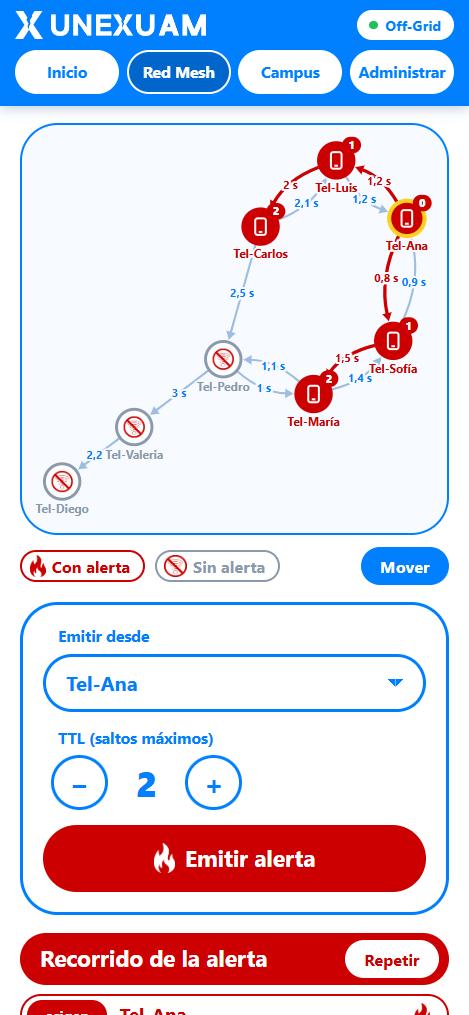 UNEXUAM
Off-Grid
Inicio
Red Mesh
Campus
Administrar
1
Tel-Luis
2 s
1,2 s
2,1 s
1,2 s
0
Tel-Ana
2
Tel-Carlos
0,8 s
0,9 s
2,5 s
1
Tel-Sofía
1,5 s
1,4 s
1,1 s
1 s
Tel-Pedro
2
Tel-María
3 s
2,2
Tel-Valeria
Tel-Diego
Con alerta
Sin alerta
Mover
Emitir desde
Tel-Ana
TTL (saltos máximos)
−
2
+
Emitir alerta
Recorrido de la alerta
Repetir
origen
Tel-Ana